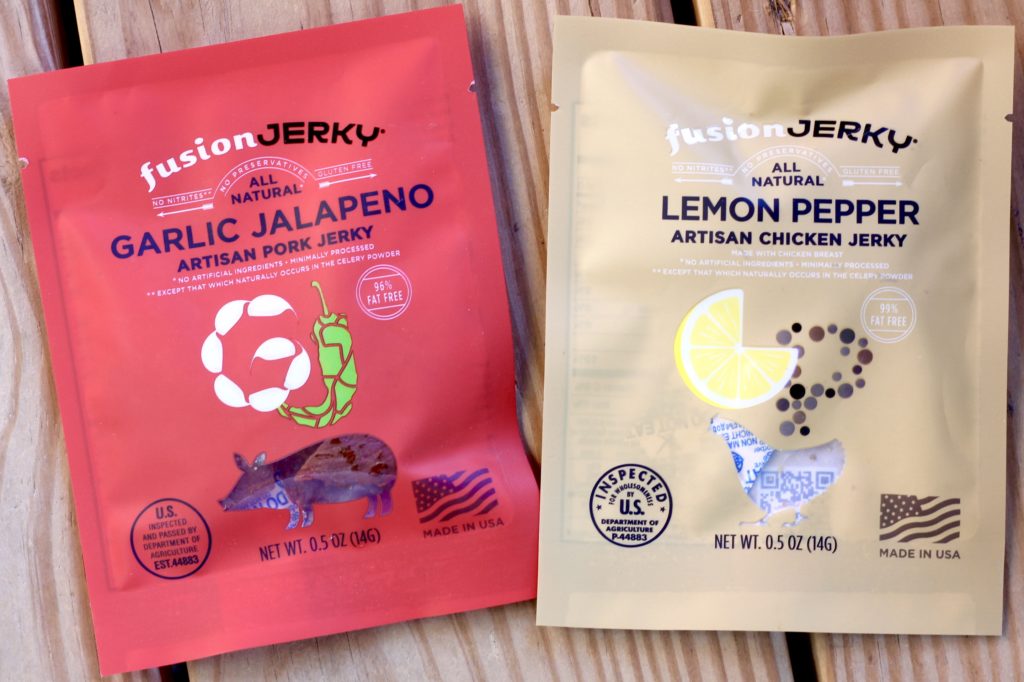 fusionJERKY
NO NITRITES**
NO PRESERVATIVES
GLUTEN FREE
ALL
NATURAL*
GARLIC JALAPENO
ARTISAN PORK JERKY
* NO ARTIFICIAL INGREDIENTS • MINIMALLY PROCESSED
** EXCEPT THAT WHICH NATURALLY OCCURS IN THE CELERY POWDER
96%
FAT FREE
U.S.
INSPECTED
AND PASSED BY
DEPARTMENT OF
AGRICULTURE
EST.44883
NET WT. 0.5 OZ (14G)
MADE IN USA
fusionJERKY
NO NITRITES**
NO PRESERVATIVES
GLUTEN FREE
ALL
NATURAL*
LEMON PEPPER
ARTISAN CHICKEN JERKY
MADE WITH CHICKEN BREAST
* NO ARTIFICIAL INGREDIENTS • MINIMALLY PROCESSED
** EXCEPT THAT WHICH NATURALLY OCCURS IN THE CELERY POWDER
99%
FAT FREE
INSPECTED
FOR WHOLESOMENESS
BY
U.S.
DEPARTMENT OF
AGRICULTURE
P-44883
NET WT. 0.5 OZ (14G)
MADE IN USA
DO NOT EAT